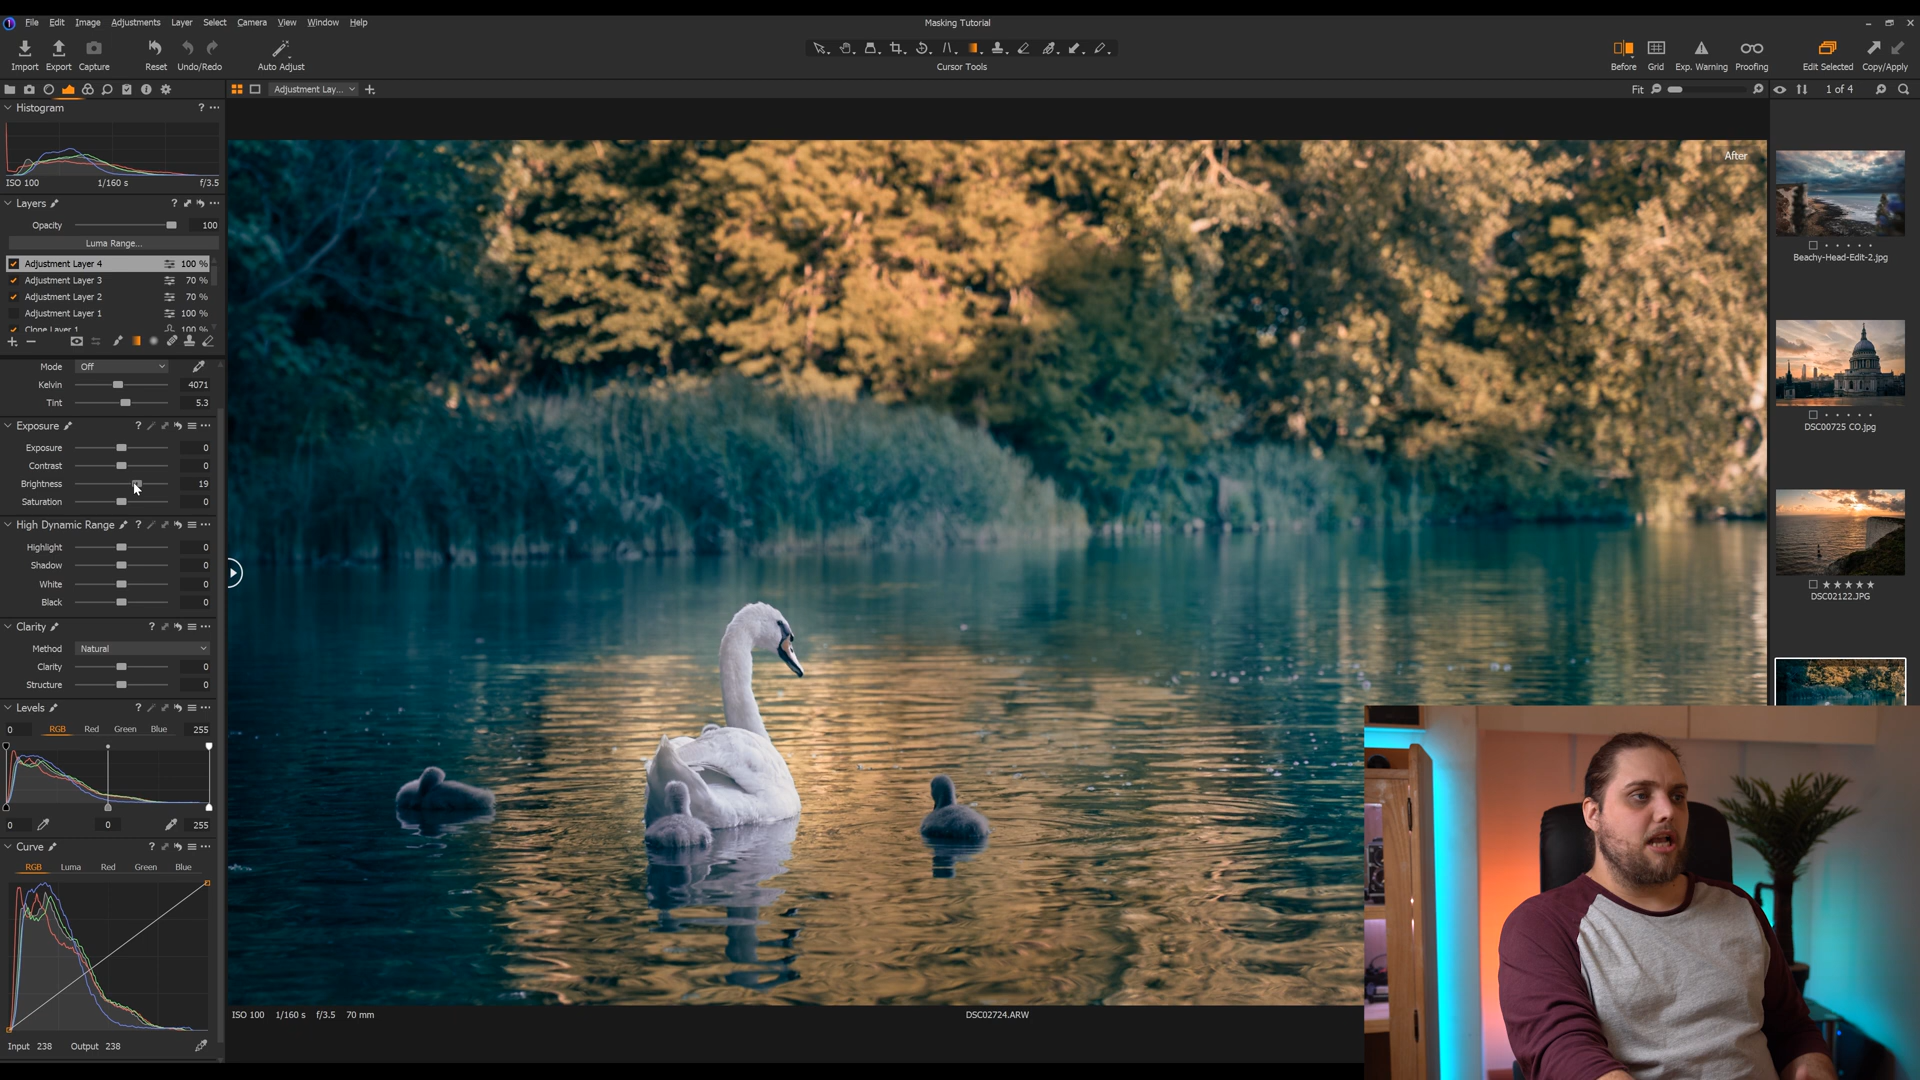 File Edit Image Adjustments Layer Select Camera View Window Help
Masking Tutorial
Import Export Capture Reset Undo/Redo Auto Adjust
Cursor Tools
Before Grid Exp. Warning Proofing Edit Selected Copy/Apply
Adjustment Lay...
Fit
1 of 4
Histogram
ISO 100 1/160 s f/3.5
Layers
Opacity 100
Luma Range...
Adjustment Layer 4 100 %
Adjustment Layer 3 70 %
Adjustment Layer 2 70 %
Adjustment Layer 1 100 %
Clone Layer 1 100 %
Mode Off
Kelvin 4071
Tint 5.3
Exposure
Exposure 0
Contrast 0
Brightness 19
Saturation 0
High Dynamic Range
Highlight 0
Shadow 0
White 0
Black 0
Clarity
Method Natural
Clarity 0
Structure 0
Levels
0 RGB Red Green Blue 255
0 0 255
Curve
RGB Luma Red Green Blue
Input 238 Output 238
After
ISO 100 1/160 s f/3.5 70 mm
DSC02724.ARW
Beachy-Head-Edit-2.jpg
DSC00725 CO.jpg
DSC02122.JPG